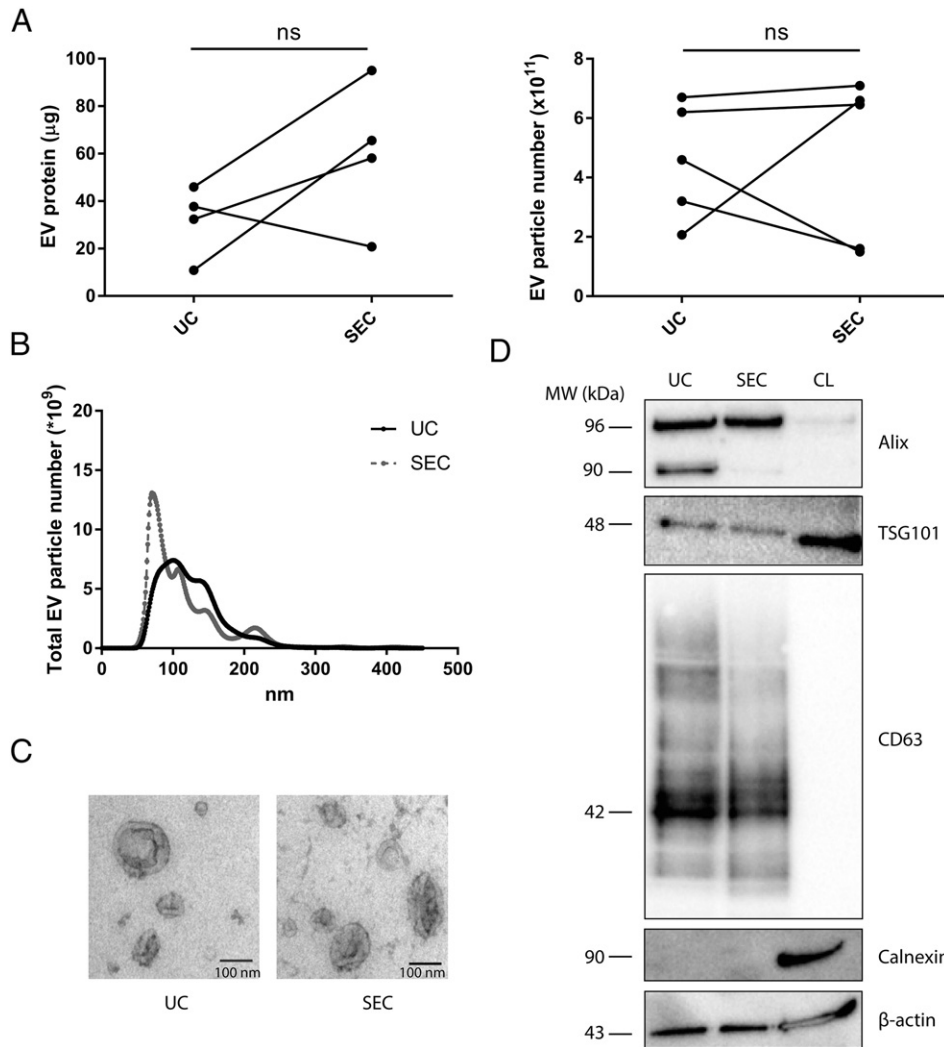 A
ns
EV protein (µg)
100
80
60
40
20
0
UC
SEC
ns
EV particle number (x10¹¹)
8
6
4
2
0
UC
SEC
B
Total EV particle number (*10⁹)
20
15
10
5
0
0
100
200
300
400
500
nm
UC
SEC
C
100 nm
100 nm
UC
SEC
D
MW (kDa)
UC
SEC
CL
96
90
Alix
48
TSG101
42
CD63
90
Calnexin
43
β-actin